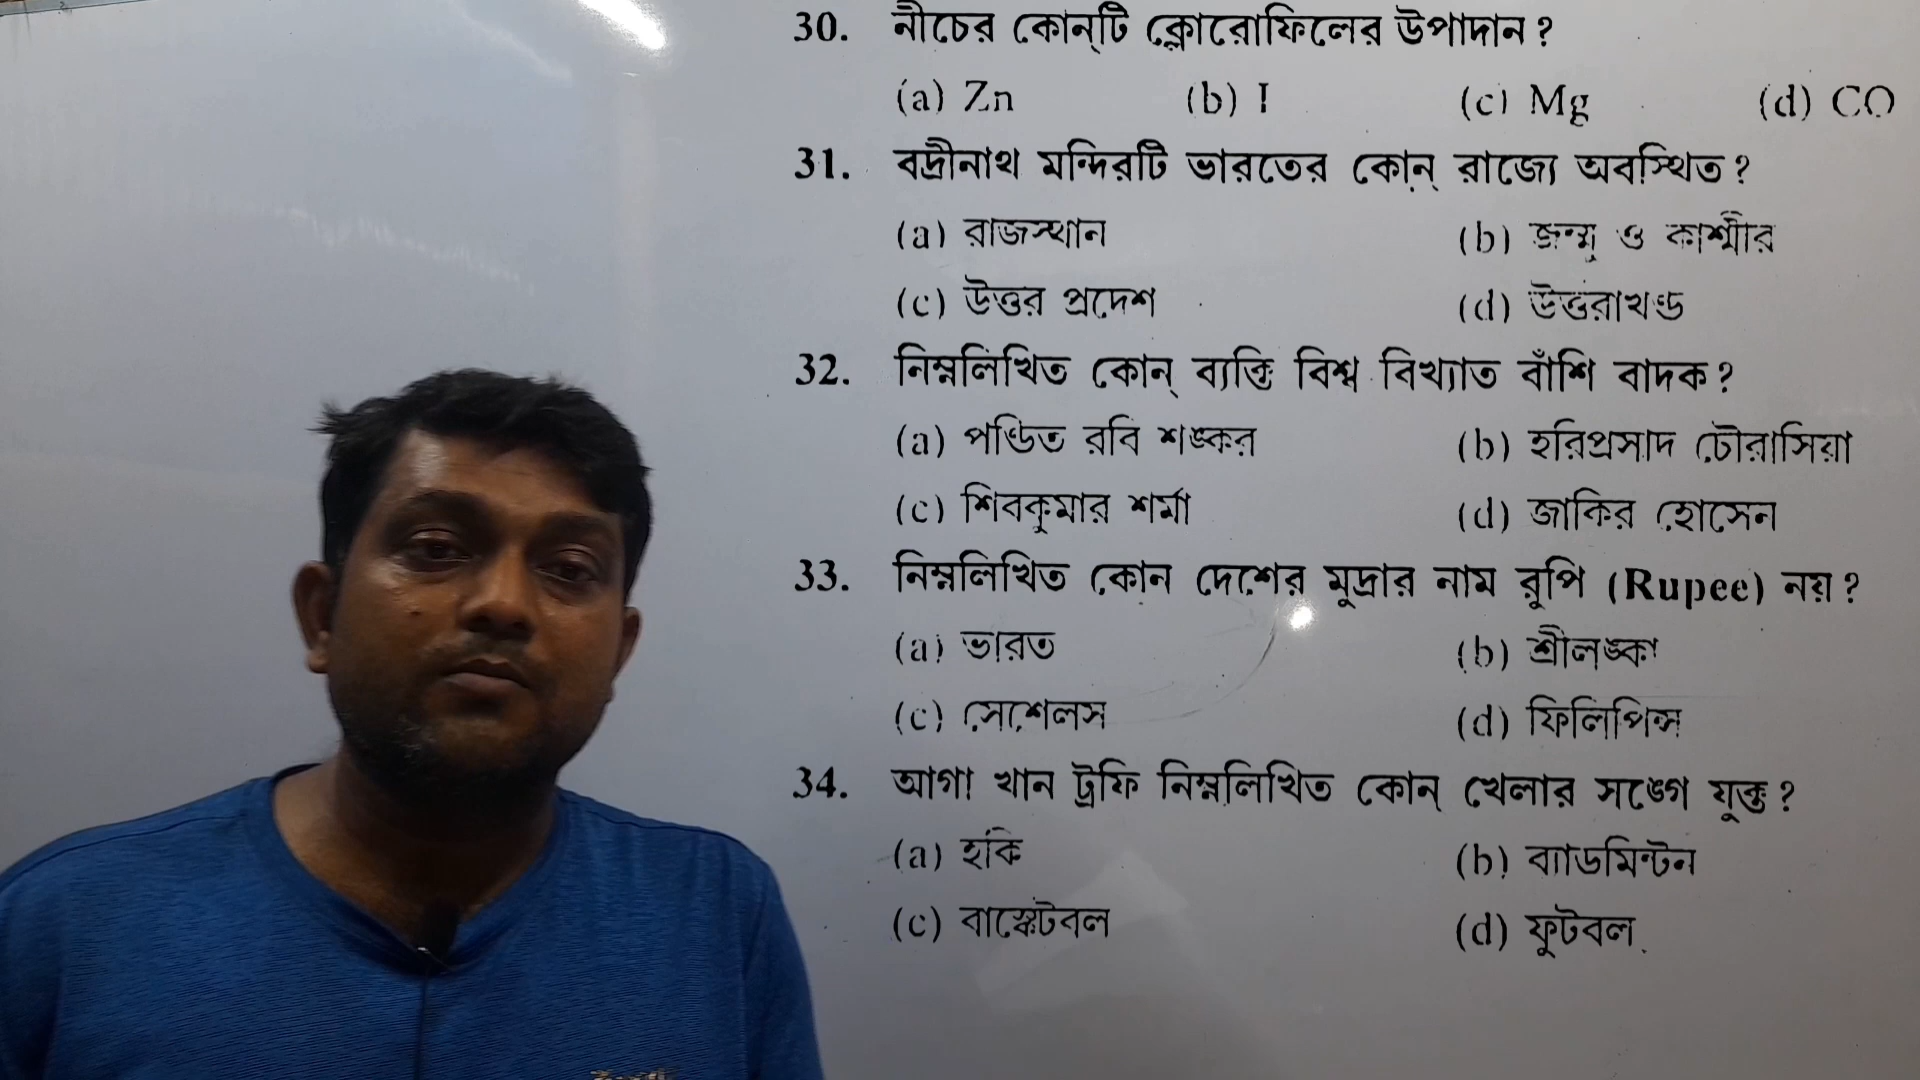 30. নীচের কোন্‌টি ক্লোরোফিলের উপাদান?
(a) Zn (b) I (c) Mg (d) CO
31. বদ্রীনাথ মন্দিরটি ভারতের কোন্ রাজ্যে অবস্থিত?
(a) রাজস্থান (b) জম্মু ও কাশ্মীর
(c) উত্তর প্রদেশ (d) উত্তরাখণ্ড
32. নিম্নলিখিত কোন্ ব্যক্তি বিশ্ব বিখ্যাত বাঁশি বাদক?
(a) পণ্ডিত রবি শঙ্কর (b) হরিপ্রসাদ চৌরাসিয়া
(c) শিবকুমার শর্মা (d) জাকির হোসেন
33. নিম্নলিখিত কোন দেশের মুদ্রার নাম রুপি (Rupee) নয়?
(a) ভারত (b) শ্রীলঙ্কা
(c) সেশেলস (d) ফিলিপিন্স
34. আগা খান ট্রফি নিম্নলিখিত কোন্ খেলার সঙ্গে যুক্ত?
(a) হকি (b) ব্যাডমিন্টন
(c) বাস্কেটবল (d) ফুটবল